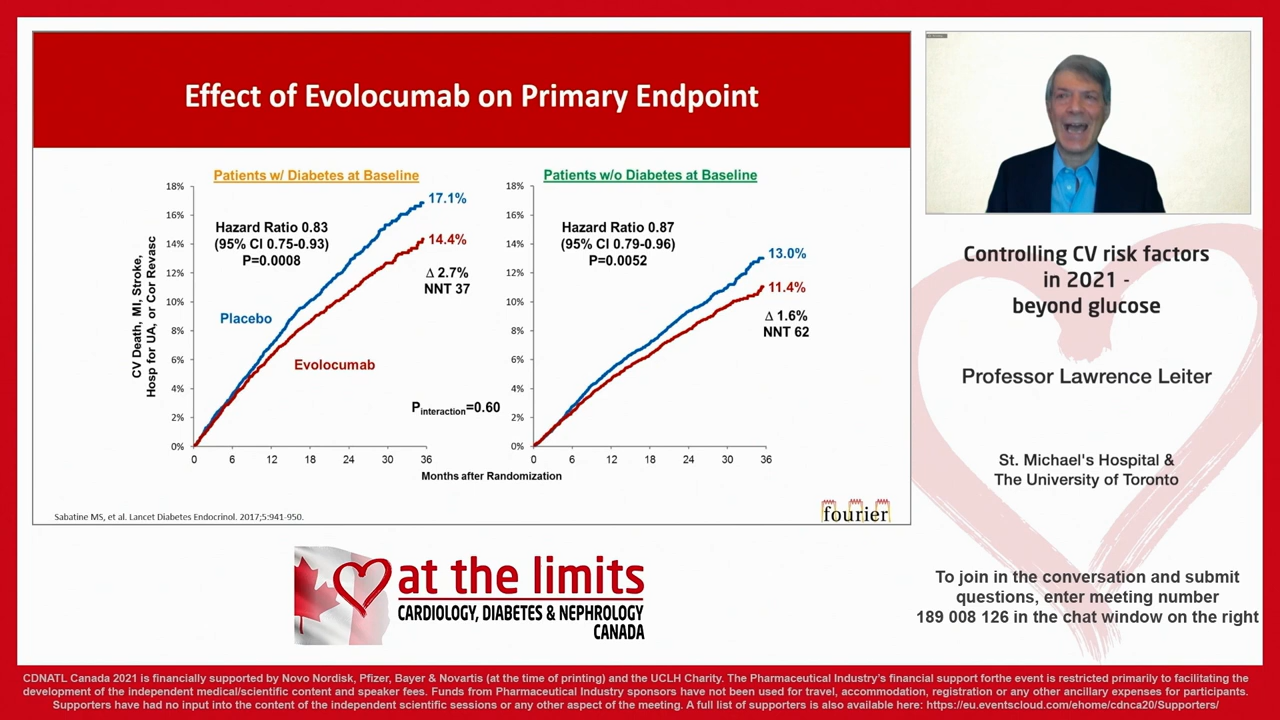 Effect of Evolocumab on Primary Endpoint
Patients w/ Diabetes at Baseline
18%
16%
14%
12%
10%
8%
6%
4%
2%
0%
CV Death, MI, Stroke,
Hosp for UA, or Cor Revasc
Hazard Ratio 0.83
(95% CI 0.75-0.93)
P=0.0008
17.1%
14.4%
Δ 2.7%
NNT 37
Placebo
Evolocumab
0 6 12 18 24 30 36
Pinteraction=0.60
Patients w/o Diabetes at Baseline
18%
16%
14%
12%
10%
8%
6%
4%
2%
0%
Hazard Ratio 0.87
(95% CI 0.79-0.96)
P=0.0052
13.0%
11.4%
Δ 1.6%
NNT 62
0 6 12 18 24 30 36
Months after Randomization
Sabatine MS, et al. Lancet Diabetes Endocrinol. 2017;5:941-950.
fourier
Controlling CV risk factors
in 2021 -
beyond glucose
Professor Lawrence Leiter
St. Michael's Hospital &
The University of Toronto
To join in the conversation and submit
questions, enter meeting number
189 008 126 in the chat window on the right
at the limits
CARDIOLOGY, DIABETES & NEPHROLOGY
CANADA
CDNATL Canada 2021 is financially supported by Novo Nordisk, Pfizer, Bayer & Novartis (at the time of printing) and the UCLH Charity. The Pharmaceutical Industry's financial support forthe event is restricted primarily to facilitating the
development of the independent medical/scientific content and speaker fees. Funds from Pharmaceutical Industry sponsors have not been used for travel, accommodation, registration or any other ancillary expenses for participants.
Supporters have had no input into the content of the independent scientific sessions or any other aspect of the meeting. A full list of supporters is also available here: https://eu.eventscloud.com/ehome/cdnca20/Supporters/